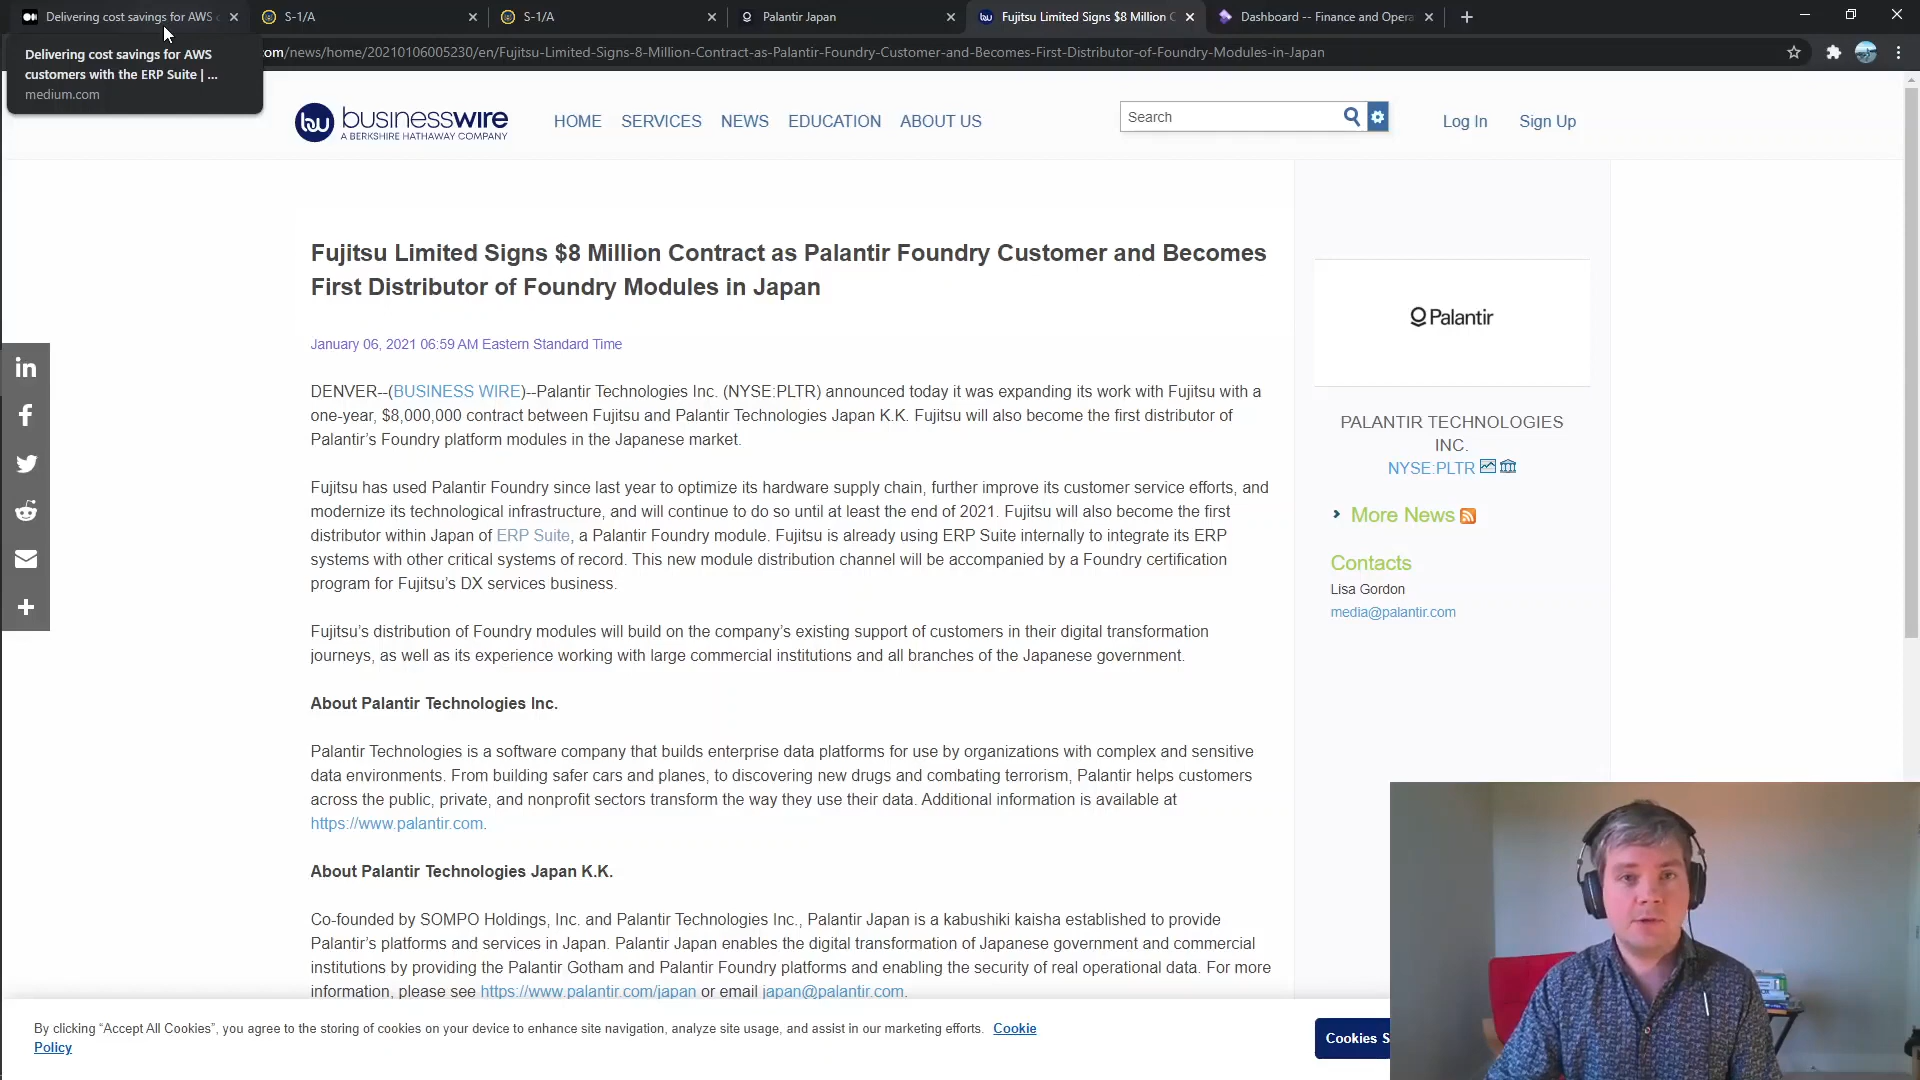 Delivering cost savings for AWS c
S-1/A
S-1/A
Palantir Japan
Fujitsu Limited Signs $8 Million C
Dashboard -- Finance and Opera
om/news/home/20210106005230/en/Fujitsu-Limited-Signs-8-Million-Contract-as-Palantir-Foundry-Customer-and-Becomes-First-Distributor-of-Foundry-Modules-in-Japan
Delivering cost savings for AWS
customers with the ERP Suite | ...
medium.com
bw businesswire
A BERKSHIRE HATHAWAY COMPANY
HOME SERVICES NEWS EDUCATION ABOUT US
Search
Log In Sign Up
Fujitsu Limited Signs $8 Million Contract as Palantir Foundry Customer and Becomes
First Distributor of Foundry Modules in Japan
January 06, 2021 06:59 AM Eastern Standard Time
DENVER--(BUSINESS WIRE)--Palantir Technologies Inc. (NYSE:PLTR) announced today it was expanding its work with Fujitsu with a
one-year, $8,000,000 contract between Fujitsu and Palantir Technologies Japan K.K. Fujitsu will also become the first distributor of
Palantir's Foundry platform modules in the Japanese market.
Fujitsu has used Palantir Foundry since last year to optimize its hardware supply chain, further improve its customer service efforts, and
modernize its technological infrastructure, and will continue to do so until at least the end of 2021. Fujitsu will also become the first
distributor within Japan of ERP Suite, a Palantir Foundry module. Fujitsu is already using ERP Suite internally to integrate its ERP
systems with other critical systems of record. This new module distribution channel will be accompanied by a Foundry certification
program for Fujitsu's DX services business.
Fujitsu's distribution of Foundry modules will build on the company's existing support of customers in their digital transformation
journeys, as well as its experience working with large commercial institutions and all branches of the Japanese government.
About Palantir Technologies Inc.
Palantir Technologies is a software company that builds enterprise data platforms for use by organizations with complex and sensitive
data environments. From building safer cars and planes, to discovering new drugs and combating terrorism, Palantir helps customers
across the public, private, and nonprofit sectors transform the way they use their data. Additional information is available at
https://www.palantir.com.
About Palantir Technologies Japan K.K.
Co-founded by SOMPO Holdings, Inc. and Palantir Technologies Inc., Palantir Japan is a kabushiki kaisha established to provide
Palantir's platforms and services in Japan. Palantir Japan enables the digital transformation of Japanese government and commercial
institutions by providing the Palantir Gotham and Palantir Foundry platforms and enabling the security of real operational data. For more
information, please see https://www.palantir.com/japan or email japan@palantir.com.
Palantir
PALANTIR TECHNOLOGIES
INC.
NYSE:PLTR
More News
Contacts
Lisa Gordon
media@palantir.com
By clicking “Accept All Cookies”, you agree to the storing of cookies on your device to enhance site navigation, analyze site usage, and assist in our marketing efforts. Cookie
Policy
Cookies S